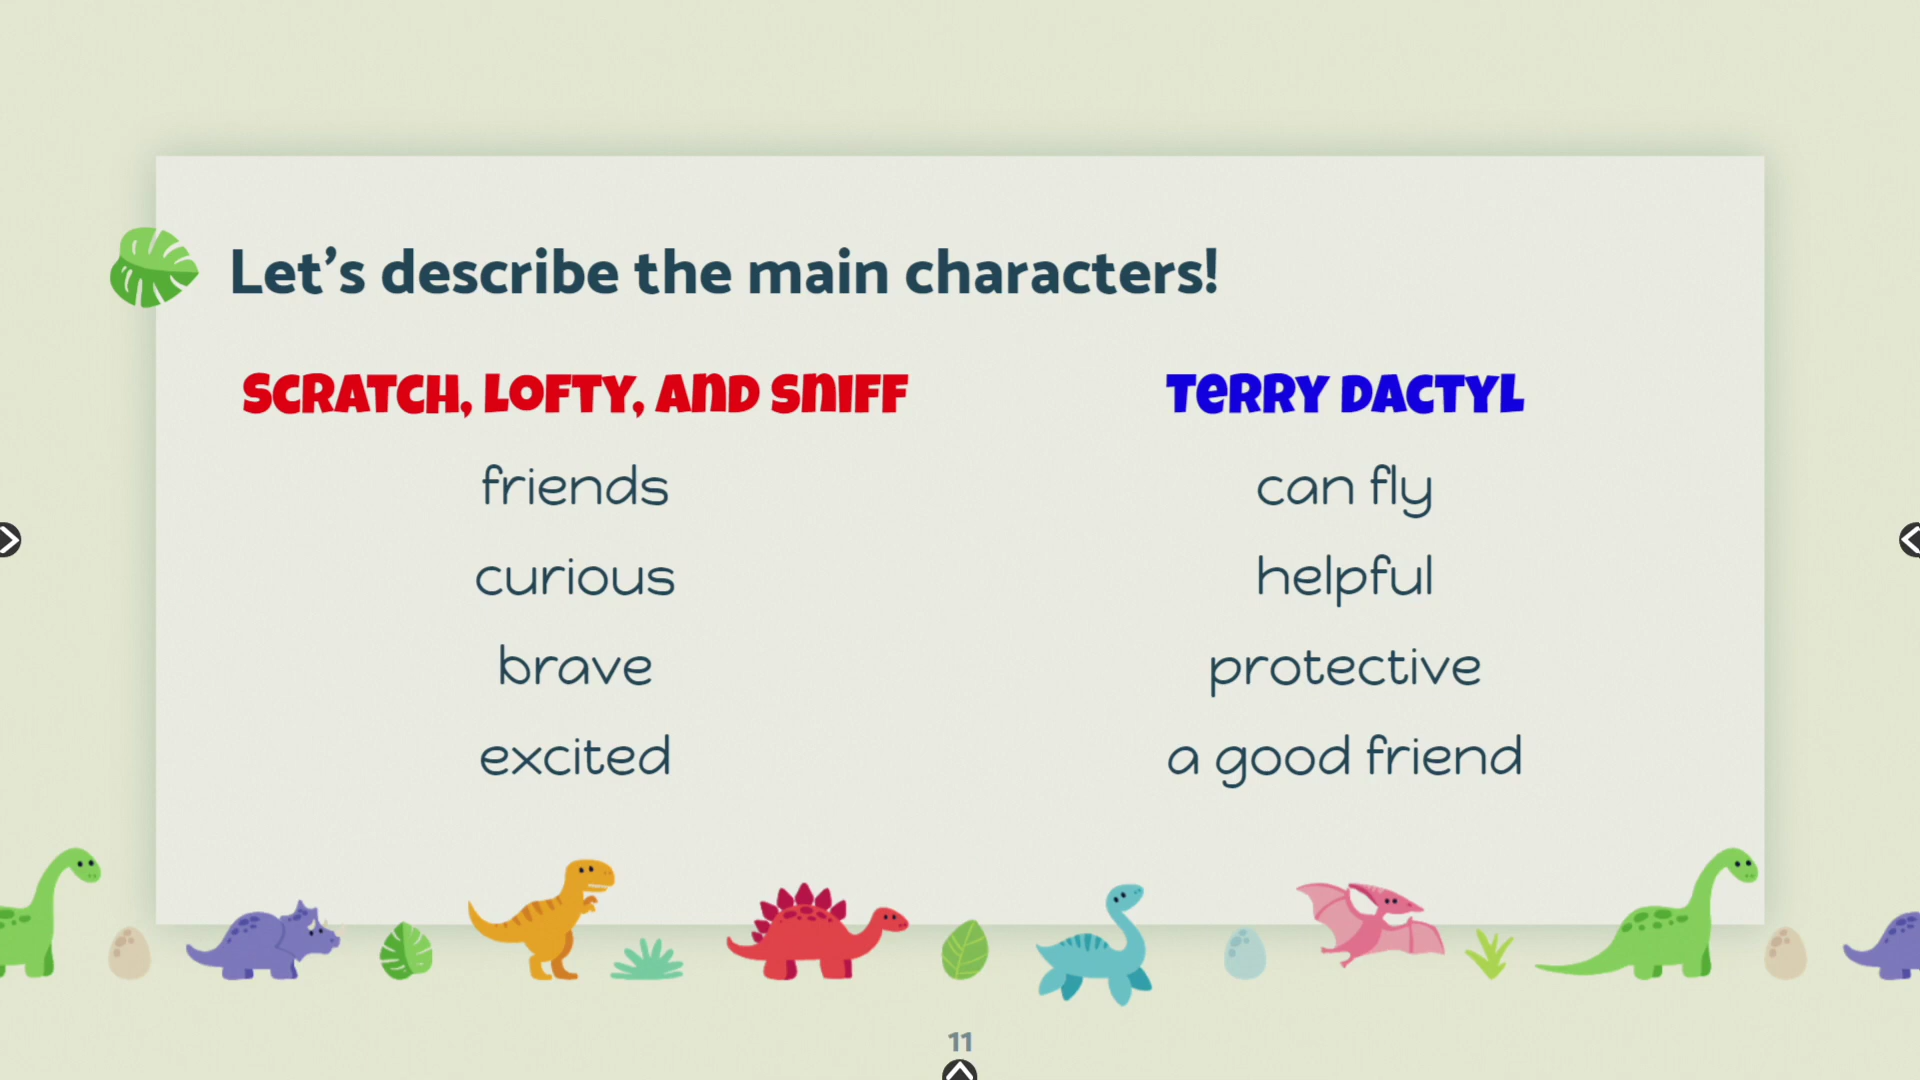 Let's describe the main characters!
SCRATCH, LOFTY, AND SNIFF
friends
curious
brave
excited
TERRY DACTYL
can fly
helpful
protective
a good friend
11